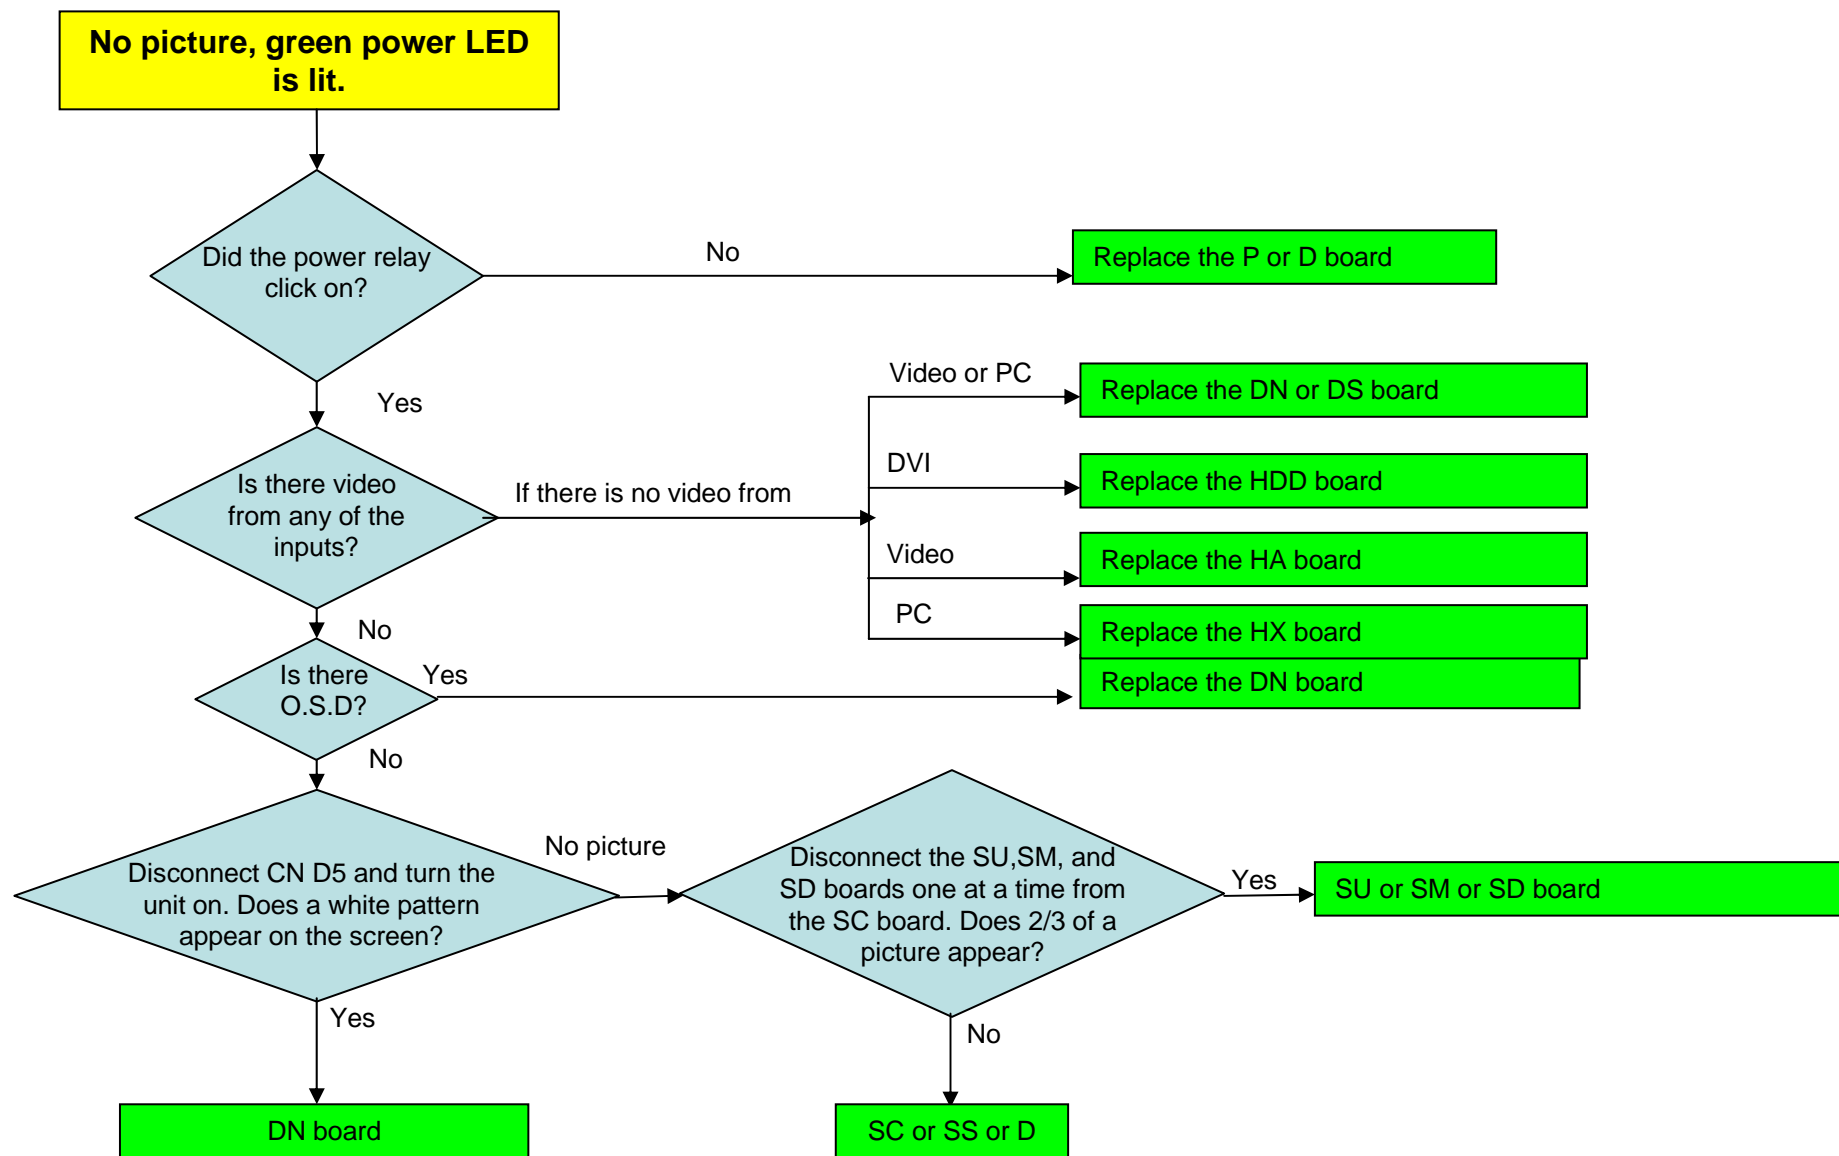 No picture, green power LED
is lit.
Did the power relay
click on?
No
Replace the P or D board
Yes
Video or PC
Replace the DN or DS board
Is there video
from any of the
inputs?
If there is no video from
DVI
Replace the HDD board
Video
Replace the HA board
PC
Replace the HX board
No
Is there
O.S.D?
Yes
Replace the DN board
No
Disconnect CN D5 and turn the
unit on. Does a white pattern
appear on the screen?
No picture
Disconnect the SU,SM, and
SD boards one at a time from
the SC board. Does 2/3 of a
picture appear?
Yes
SU or SM or SD board
Yes
No
DN board
SC or SS or D